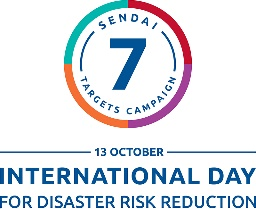 SENDAI
7
TARGETS CAMPAIGN
13 OCTOBER
INTERNATIONAL DAY
FOR DISASTER RISK REDUCTION